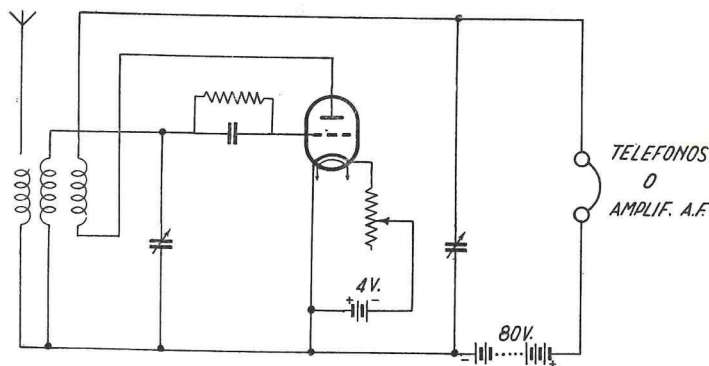 TELEFONOS
O
AMPLIF. A.F.
+ 4V. -
80V.
- +